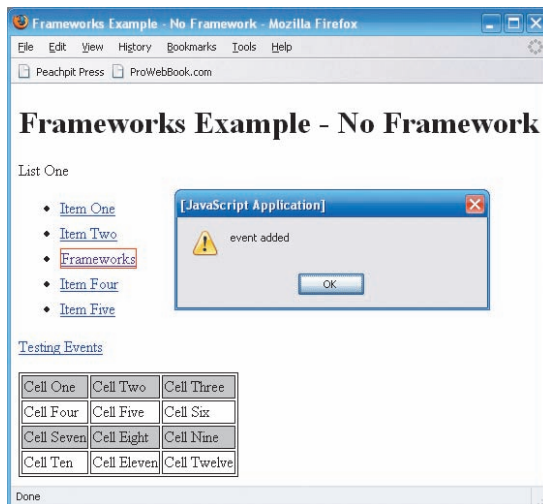 Frameworks Example - No Framework - Mozilla Firefox
File Edit View History Bookmarks Tools Help
Peachpit Press ProWebBook.com
Frameworks Example - No Framework
List One
• Item One
• Item Two
• Frameworks
• Item Four
• Item Five
[JavaScript Application]
event added
OK
Testing Events
Cell One Cell Two Cell Three
Cell Four Cell Five Cell Six
Cell Seven Cell Eight Cell Nine
Cell Ten Cell Eleven Cell Twelve
Done